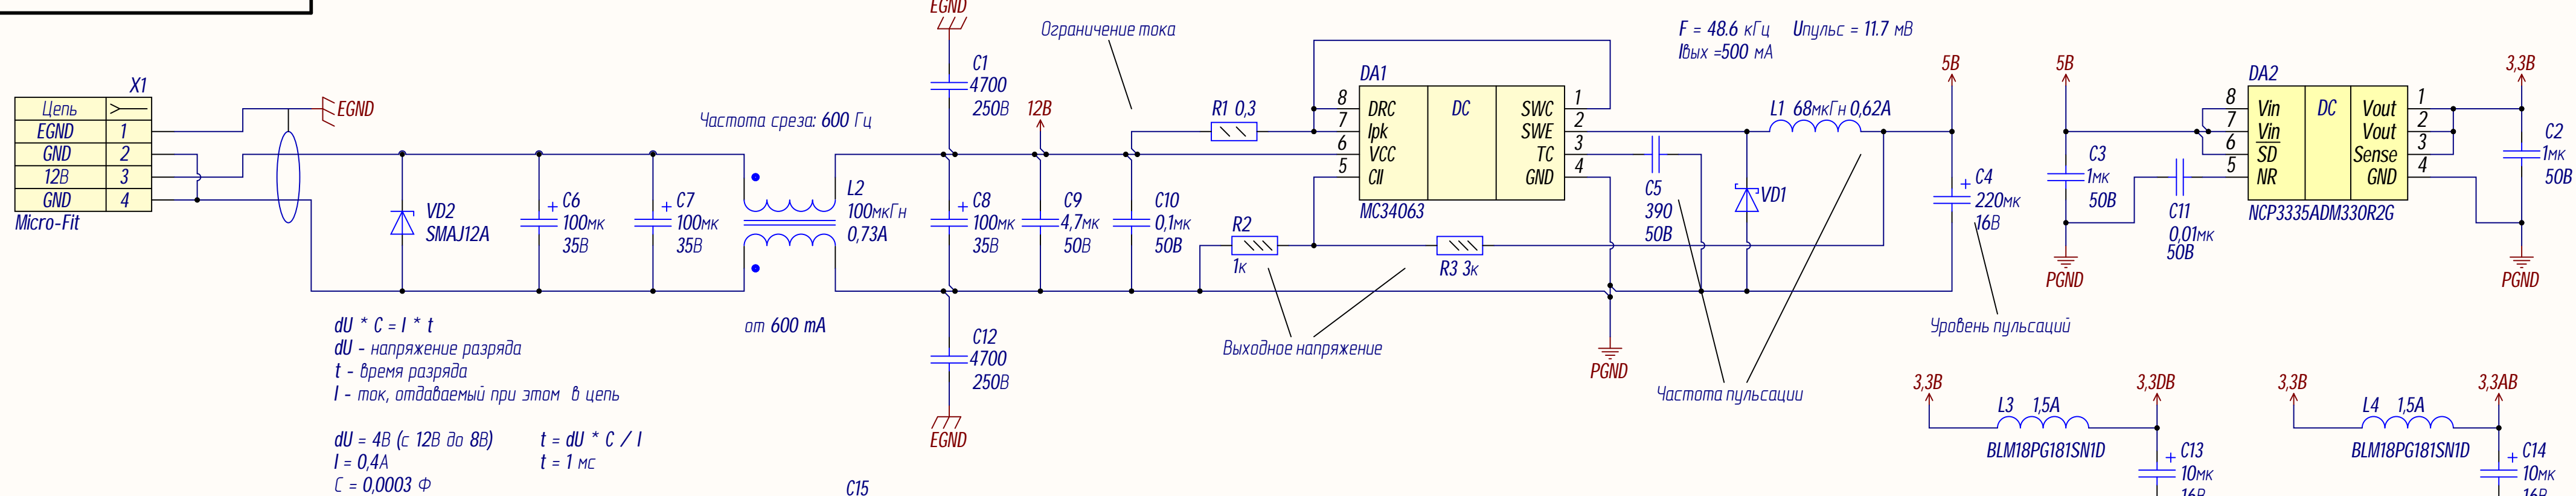 X1
Цепь
EGND 1
GND 2
12В 3
GND 4
Micro-Fit
EGND
VD2
SMAJ12A
C6
100мк
35В
C7
100мк
35В
Частота среза: 600 Гц
L2
100мкГн
0,73А
от 600 mA
EGND
C1
4700
250В
12В
C8
100мк
35В
C9
4,7мк
50В
C10
0,1мк
50В
C12
4700
250В
EGND
Ограничение тока
R1 0,3
R2
1к
R3 3к
Выходное напряжение
DA1
8 DRC DC SWC 1
7 Ipk SWE 2
6 VCC TC 3
5 CII GND 4
MC34063
C5
390
50В
PGND
F = 48.6 кГц Uпульс = 11.7 мВ
Iвых =500 мА
L1 68мкГн 0,62А
VD1
5В
C4
220мк
16В
Уровень пульсаций
Частота пульсации
5В
C3
1мк
50В
C11
0,01мк
50В
PGND
DA2
8 Vin DC Vout 1
7 Vin Vout 2
6 SD Sense 3
5 NR GND 4
NCP3335ADM330R2G
3,3В
C2
1мк
50В
PGND
dU * C = I * t
dU - напряжение разряда
t - время разряда
I - ток, отдаваемый при этом в цепь
dU = 4В (с 12В до 8В) t = dU * C / I
I = 0,4А t = 1 мс
C = 0,0003 Ф
C15
3,3В
L3 1,5А
BLM18PG181SN1D
3,3DВ
C13
10мк
16В
3,3В
L4 1,5А
BLM18PG181SN1D
3,3АВ
C14
10мк
16В